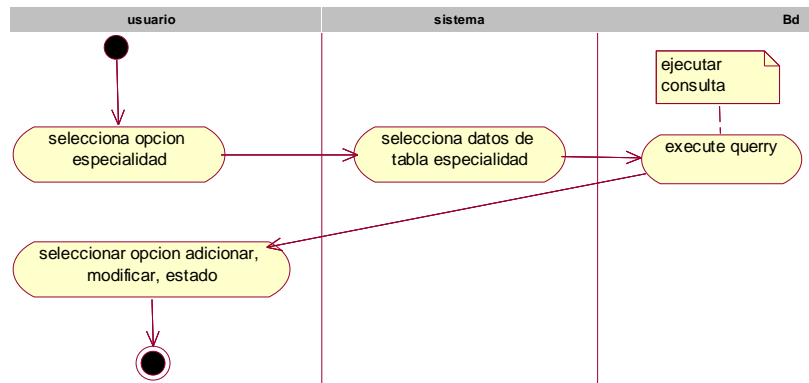 usuario
sistema
Bd
ejecutar
consulta
selecciona opcion
especialidad
selecciona datos de
tabla especialidad
execute querry
seleccionar opcion adicionar,
modificar, estado